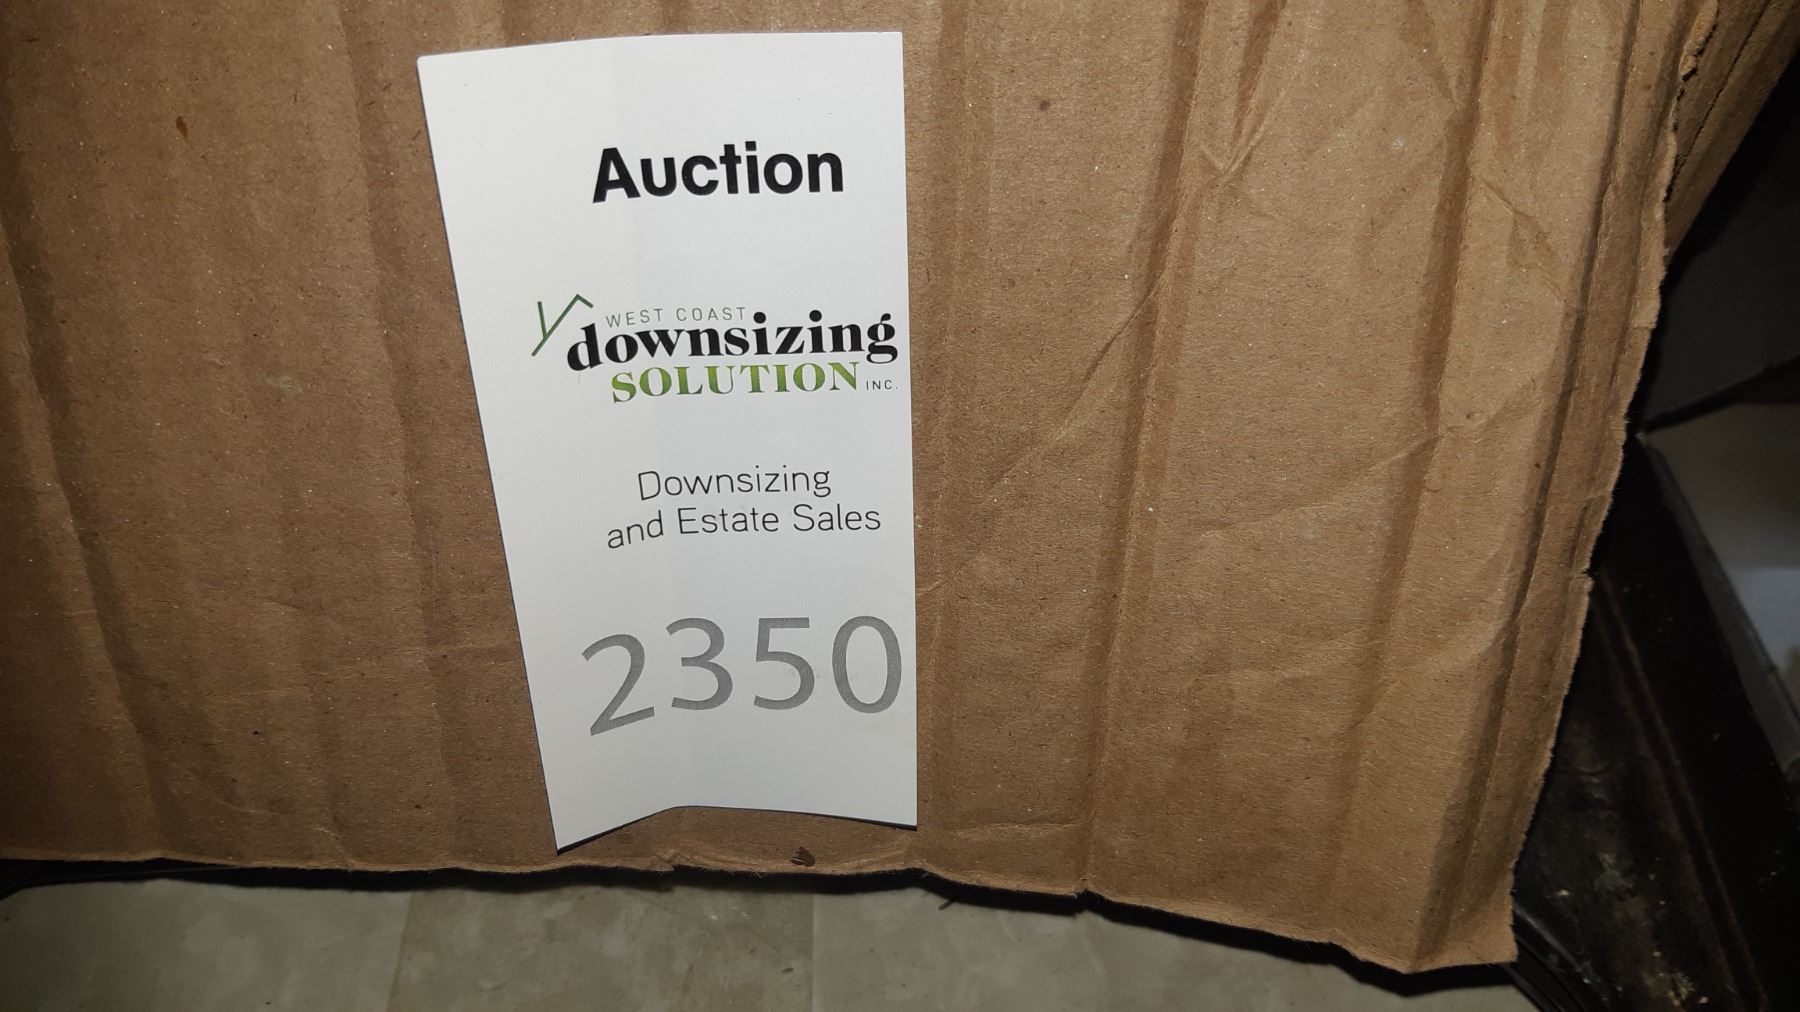 Auction
WEST COAST
downsizing
SOLUTION INC.
Downsizing
and Estate Sales
2350